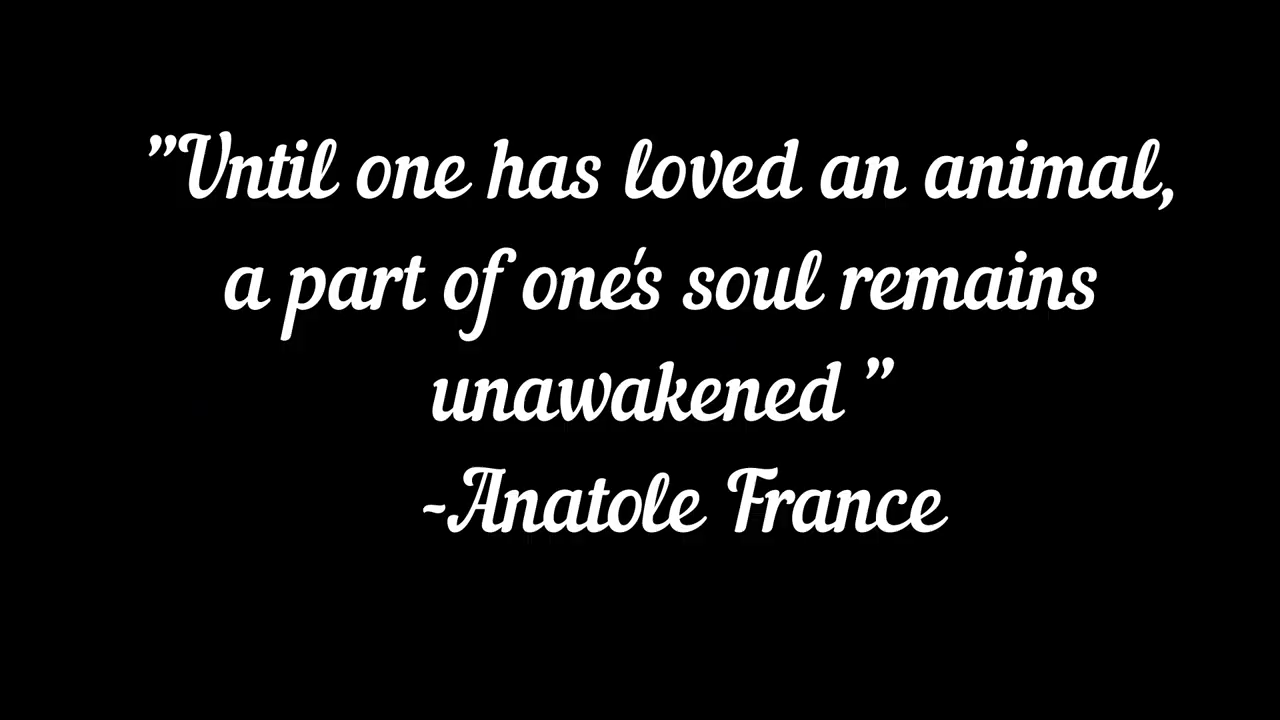 ”Until one has loved an animal,
a part of one's soul remains
unawakened ”
-Anatole France